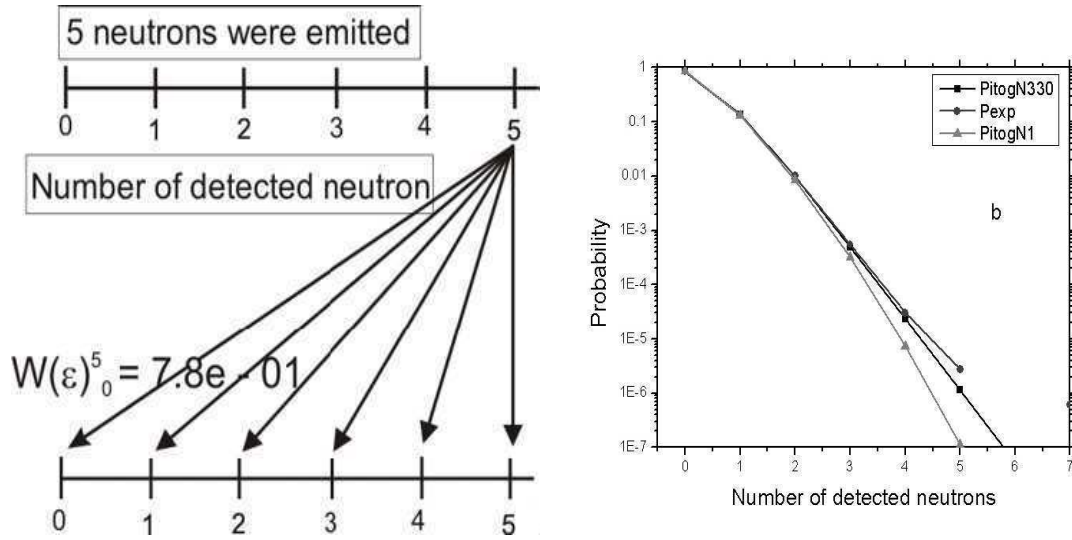 5 neutrons were emitted
0 1 2 3 4 5
Number of detected neutron
W(ε)⁵₀ = 7.8e - 01
0 1 2 3 4 5
1
0.1
0.01
1E-3
1E-4
1E-5
1E-6
1E-7
Probability
PitogN330
Pexp
PitogN1
b
0 1 2 3 4 5 6 7
Number of detected neutrons